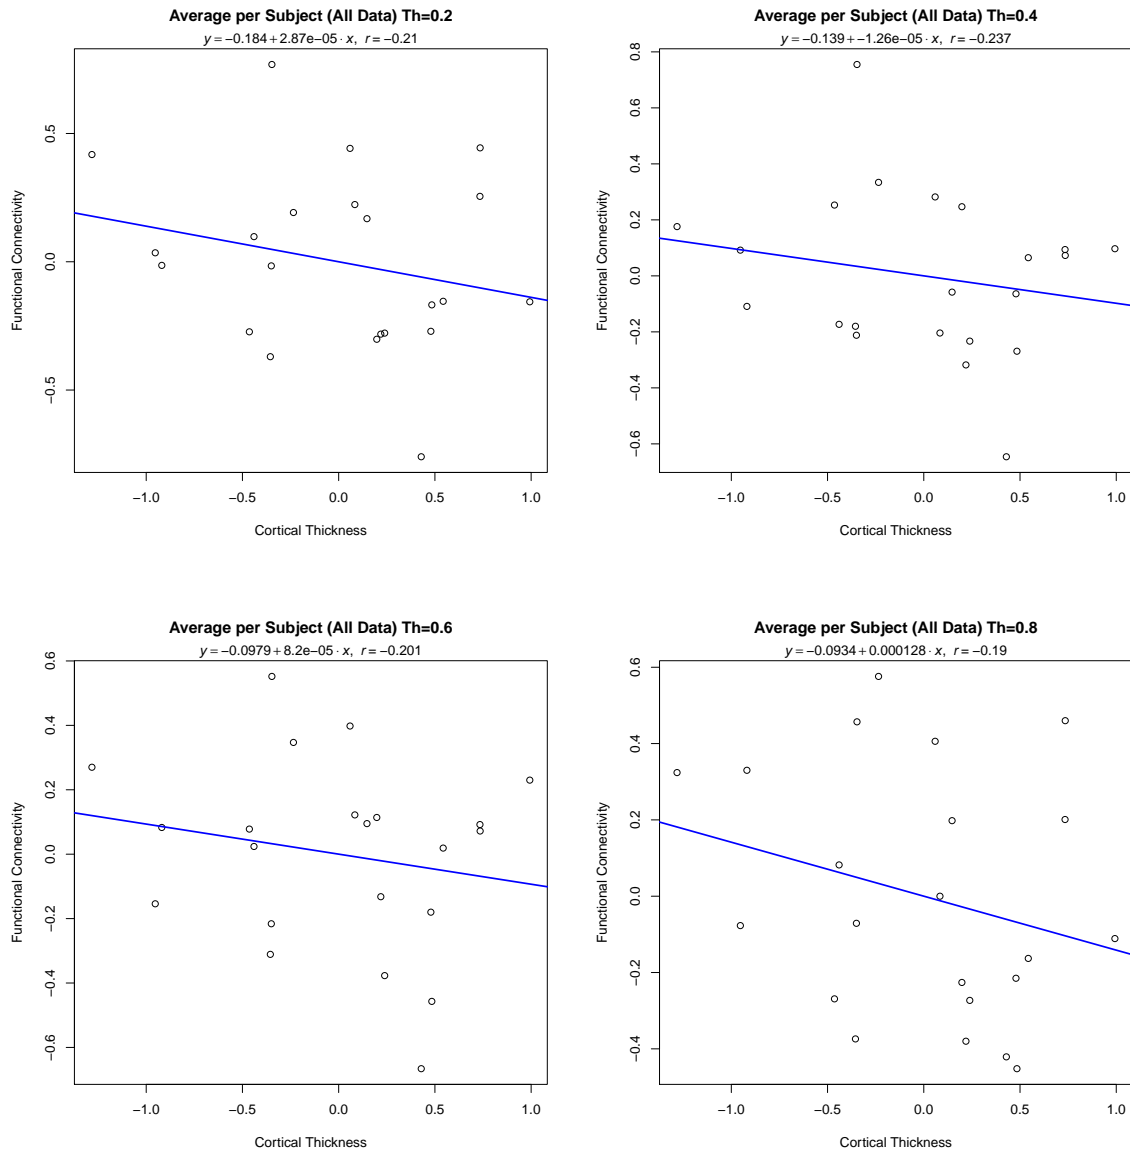 Average per Subject (All Data) Th=0.2
y = −0.184 + 2.87e−05 · x, r = −0.21
0.5
0.0
−0.5
Functional Connectivity
−1.0 −0.5 0.0 0.5 1.0
Cortical Thickness
Average per Subject (All Data) Th=0.4
y = −0.139 + −1.26e−05 · x, r = −0.237
0.8
0.6
0.4
0.2
0.0
−0.2
−0.4
−0.6
Functional Connectivity
−1.0 −0.5 0.0 0.5 1.0
Cortical Thickness
Average per Subject (All Data) Th=0.6
y = −0.0979 + 8.2e−05 · x, r = −0.201
0.6
0.4
0.2
0.0
−0.2
−0.4
−0.6
Functional Connectivity
−1.0 −0.5 0.0 0.5 1.0
Cortical Thickness
Average per Subject (All Data) Th=0.8
y = −0.0934 + 0.000128 · x, r = −0.19
0.6
0.4
0.2
0.0
−0.2
−0.4
Functional Connectivity
−1.0 −0.5 0.0 0.5 1.0
Cortical Thickness